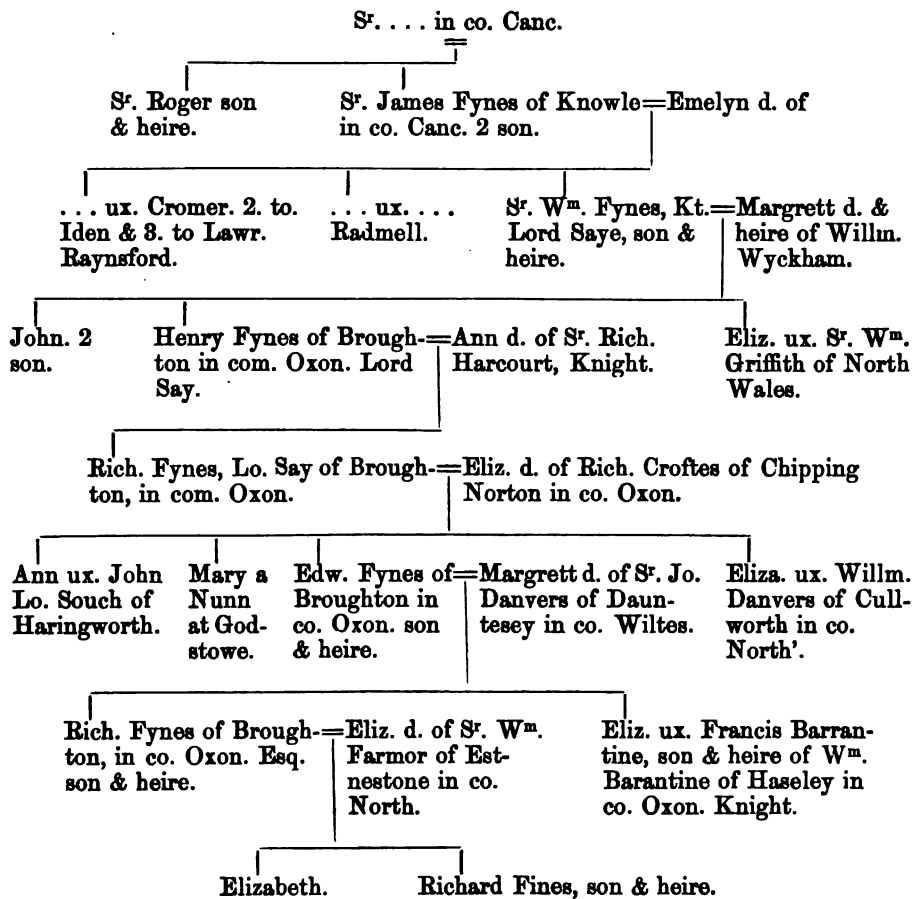 Sr. . . . in co. Canc.
Sr. Roger son
& heire.
Sr. James Fynes of Knowle=Emelyn d. of
in co. Canc. 2 son.
. . . ux. Cromer. 2. to.
Iden & 3. to Lawr.
Raynsford.
. . . ux. . . .
Radmell.
Sr. Wm. Fynes, Kt.=Margrett d. &
Lord Saye, son &
heire.
heire of Willm.
Wyckham.
John. 2
son.
Henry Fynes of Brough-=Ann d. of Sr. Rich.
ton in com. Oxon. Lord
Say.
Harcourt, Knight.
Eliz. ux. Sr. Wm.
Griffith of North
Wales.
Rich. Fynes, Lo. Say of Brough-=Eliz. d. of Rich. Croftes of Chipping
ton, in com. Oxon.
Norton in co. Oxon.
Ann ux. John
Lo. Souch of
Haringworth.
Mary a
Nunn
at God-
stowe.
Edw. Fynes of=Margrett d. of Sr. Jo.
Broughton in
co. Oxon. son
& heire.
Danvers of Daun-
tesey in co. Wiltes.
Eliza. ux. Willm.
Danvers of Cull-
worth in co.
North'.
Rich. Fynes of Brough-=Eliz. d. of Sr. Wm.
ton, in co. Oxon. Esq.
son & heire.
Farmor of Est-
nestone in co.
North.
Eliz. ux. Francis Barran-
tine, son & heire of Wm.
Barantine of Haseley in
co. Oxon. Knight.
Elizabeth.
Richard Fines, son & heire.